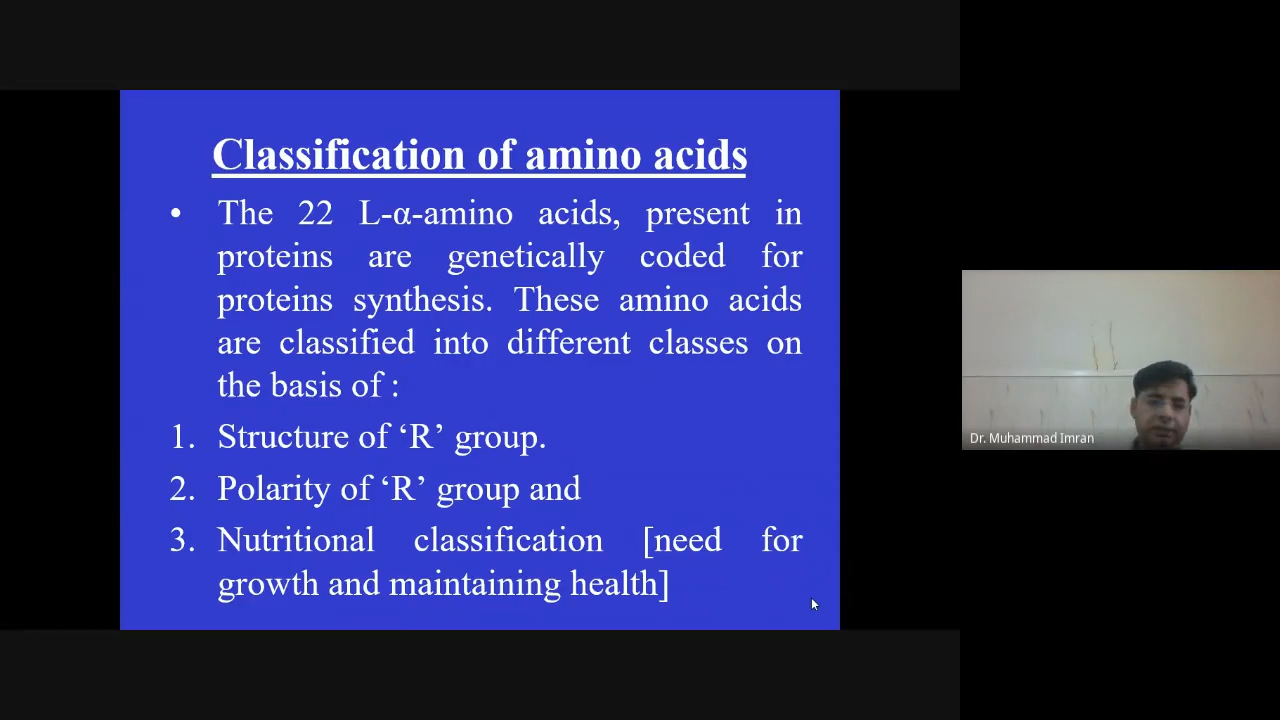 Classification of amino acids
• The 22 L-α-amino acids, present in
proteins are genetically coded for
proteins synthesis. These amino acids
are classified into different classes on
the basis of :
1. Structure of ‘R’ group.
2. Polarity of ‘R’ group and
3. Nutritional classification [need for
growth and maintaining health]
Dr. Muhammad Imran